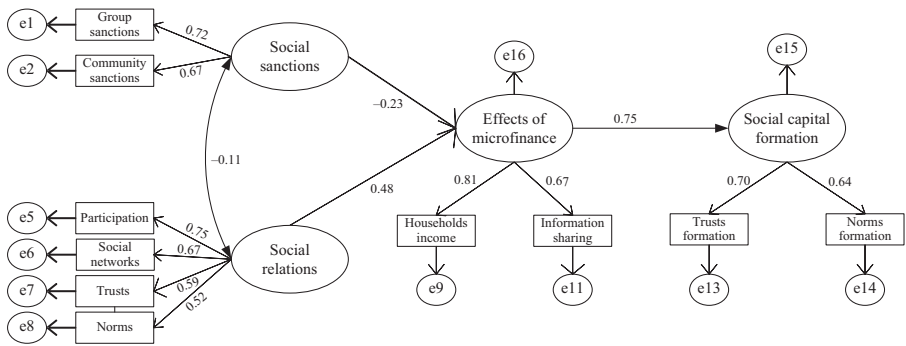 e1
Group
sanctions
0.72
e2
Community
sanctions
0.67
Social
sanctions
–0.11
e5
Participation
0.75
e6
Social
networks
0.67
e7
Trusts
0.59
e8
Norms
0.52
Social
relations
–0.23
0.48
e16
Effects of
microfinance
0.81
0.67
Households
income
Information
sharing
e9
e11
0.75
e15
Social capital
formation
0.70
0.64
Trusts
formation
Norms
formation
e13
e14